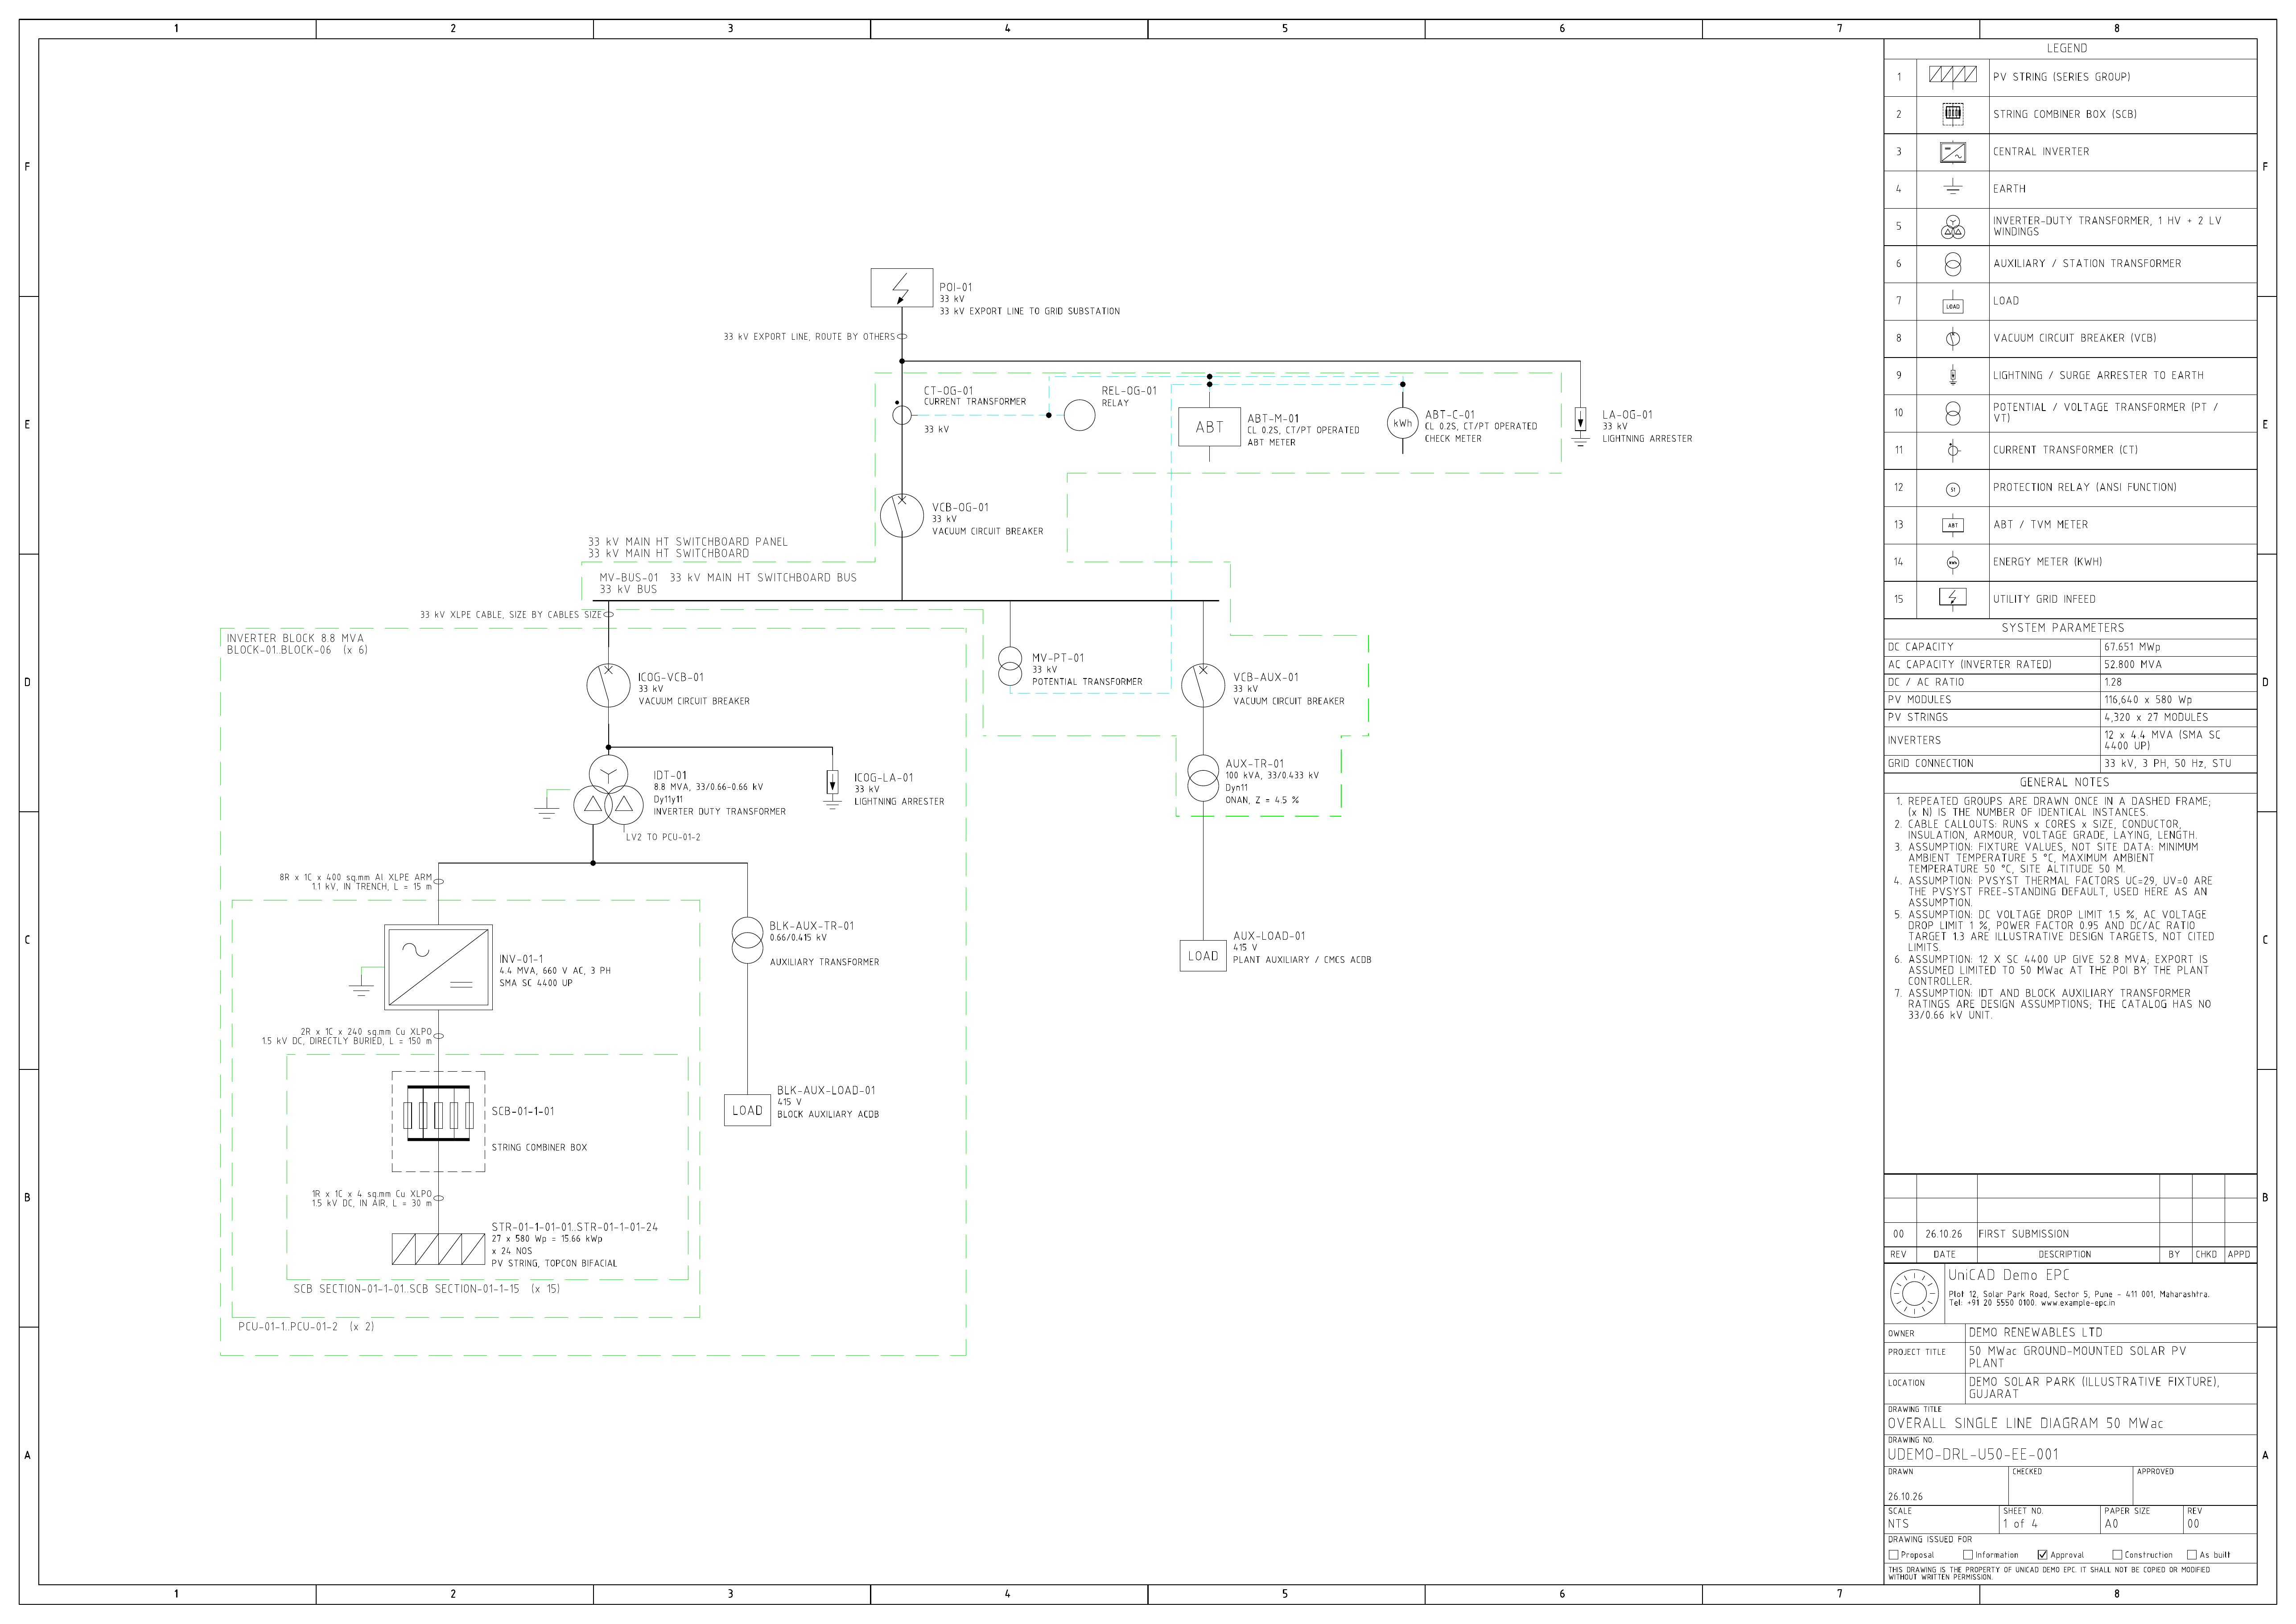 1 2 3 4 5 6 7 8
F
E
D
C
B
A
POI-01
33 kV
33 kV EXPORT LINE TO GRID SUBSTATION
33 kV EXPORT LINE, ROUTE BY OTHERS
CT-OG-01
CURRENT TRANSFORMER
33 kV
REL-OG-01
RELAY
ABT
ABT-M-01
CL 0.2S, CT/PT OPERATED
ABT METER
kWh
ABT-C-01
CL 0.2S, CT/PT OPERATED
CHECK METER
LA-OG-01
33 kV
LIGHTNING ARRESTER
VCB-OG-01
33 kV
VACUUM CIRCUIT BREAKER
33 kV MAIN HT SWITCHBOARD PANEL
33 kV MAIN HT SWITCHBOARD
MV-BUS-01 33 kV MAIN HT SWITCHBOARD BUS
33 kV BUS
33 kV XLPE CABLE, SIZE BY CABLES SIZE
INVERTER BLOCK 8.8 MVA
BLOCK-01..BLOCK-06 (x 6)
ICOG-VCB-01
33 kV
VACUUM CIRCUIT BREAKER
MV-PT-01
33 kV
POTENTIAL TRANSFORMER
VCB-AUX-01
33 kV
VACUUM CIRCUIT BREAKER
IDT-01
8.8 MVA, 33/0.66-0.66 kV
Dy11y11
INVERTER DUTY TRANSFORMER
LV2 TO PCU-01-2
ICOG-LA-01
33 kV
LIGHTNING ARRESTER
AUX-TR-01
100 kVA, 33/0.433 kV
Dyn11
ONAN, Z = 4.5 %
8R x 1C x 400 sq.mm Al XLPE ARM
1.1 kV, IN TRENCH, L = 15 m
INV-01-1
4.4 MVA, 660 V AC, 3 PH
SMA SC 4400 UP
BLK-AUX-TR-01
0.66/0.415 kV
AUXILIARY TRANSFORMER
LOAD
AUX-LOAD-01
415 V
PLANT AUXILIARY / CMCS ACDB
2R x 1C x 240 sq.mm Cu XLPO
1.5 kV DC, DIRECTLY BURIED, L = 150 m
SCB-01-1-01
STRING COMBINER BOX
LOAD
BLK-AUX-LOAD-01
415 V
BLOCK AUXILIARY ACDB
1R x 1C x 4 sq.mm Cu XLPO
1.5 kV DC, IN AIR, L = 30 m
STR-01-1-01-01..STR-01-1-01-24
27 x 580 Wp = 15.66 kWp
x 24 NOS
PV STRING, TOPCON BIFACIAL
SCB SECTION-01-1-01..SCB SECTION-01-1-15 (x 15)
PCU-01-1..PCU-01-2 (x 2)
LEGEND
1 PV STRING (SERIES GROUP)
2 STRING COMBINER BOX (SCB)
3 CENTRAL INVERTER
4 EARTH
5 INVERTER-DUTY TRANSFORMER, 1 HV + 2 LV
WINDINGS
6 AUXILIARY / STATION TRANSFORMER
7 LOAD LOAD
8 VACUUM CIRCUIT BREAKER (VCB)
9 LIGHTNING / SURGE ARRESTER TO EARTH
10 POTENTIAL / VOLTAGE TRANSFORMER (PT /
VT)
11 CURRENT TRANSFORMER (CT)
12 51 PROTECTION RELAY (ANSI FUNCTION)
13 ABT ABT / TVM METER
14 kWh ENERGY METER (KWH)
15 UTILITY GRID INFEED
SYSTEM PARAMETERS
DC CAPACITY 67.651 MWp
AC CAPACITY (INVERTER RATED) 52.800 MVA
DC / AC RATIO 1.28
PV MODULES 116,640 x 580 Wp
PV STRINGS 4,320 x 27 MODULES
INVERTERS 12 x 4.4 MVA (SMA SC
4400 UP)
GRID CONNECTION 33 kV, 3 PH, 50 Hz, STU
GENERAL NOTES
1. REPEATED GROUPS ARE DRAWN ONCE IN A DASHED FRAME;
(x N) IS THE NUMBER OF IDENTICAL INSTANCES.
2. CABLE CALLOUTS: RUNS x CORES x SIZE, CONDUCTOR,
INSULATION, ARMOUR, VOLTAGE GRADE, LAYING, LENGTH.
3. ASSUMPTION: FIXTURE VALUES, NOT SITE DATA: MINIMUM
AMBIENT TEMPERATURE 5 °C, MAXIMUM AMBIENT
TEMPERATURE 50 °C, SITE ALTITUDE 50 M.
4. ASSUMPTION: PVSYST THERMAL FACTORS UC=29, UV=0 ARE
THE PVSYST FREE-STANDING DEFAULT, USED HERE AS AN
ASSUMPTION.
5. ASSUMPTION: DC VOLTAGE DROP LIMIT 1.5 %, AC VOLTAGE
DROP LIMIT 1 %, POWER FACTOR 0.95 AND DC/AC RATIO
TARGET 1.3 ARE ILLUSTRATIVE DESIGN TARGETS, NOT CITED
LIMITS.
6. ASSUMPTION: 12 X SC 4400 UP GIVE 52.8 MVA; EXPORT IS
ASSUMED LIMITED TO 50 MWac AT THE POI BY THE PLANT
CONTROLLER.
7. ASSUMPTION: IDT AND BLOCK AUXILIARY TRANSFORMER
RATINGS ARE DESIGN ASSUMPTIONS; THE CATALOG HAS NO
33/0.66 kV UNIT.
00 26.10.26 FIRST SUBMISSION
REV DATE DESCRIPTION BY CHKD APPD
UniCAD Demo EPC
Plot 12, Solar Park Road, Sector 5, Pune - 411 001, Maharashtra.
Tel: +91 20 5550 0100. www.example-epc.in
OWNER DEMO RENEWABLES LTD
PROJECT TITLE 50 MWac GROUND-MOUNTED SOLAR PV
PLANT
LOCATION DEMO SOLAR PARK (ILLUSTRATIVE FIXTURE),
GUJARAT
DRAWING TITLE
OVERALL SINGLE LINE DIAGRAM 50 MWac
DRAWING NO.
UDEMO-DRL-U50-EE-001
DRAWN CHECKED APPROVED
26.10.26
SCALE SHEET NO. PAPER SIZE REV
NTS 1 of 4 A0 00
DRAWING ISSUED FOR
Proposal Information Approval Construction As built
THIS DRAWING IS THE PROPERTY OF UNICAD DEMO EPC. IT SHALL NOT BE COPIED OR MODIFIED
WITHOUT WRITTEN PERMISSION.
F
E
D
C
B
A
1 2 3 4 5 6 7 8